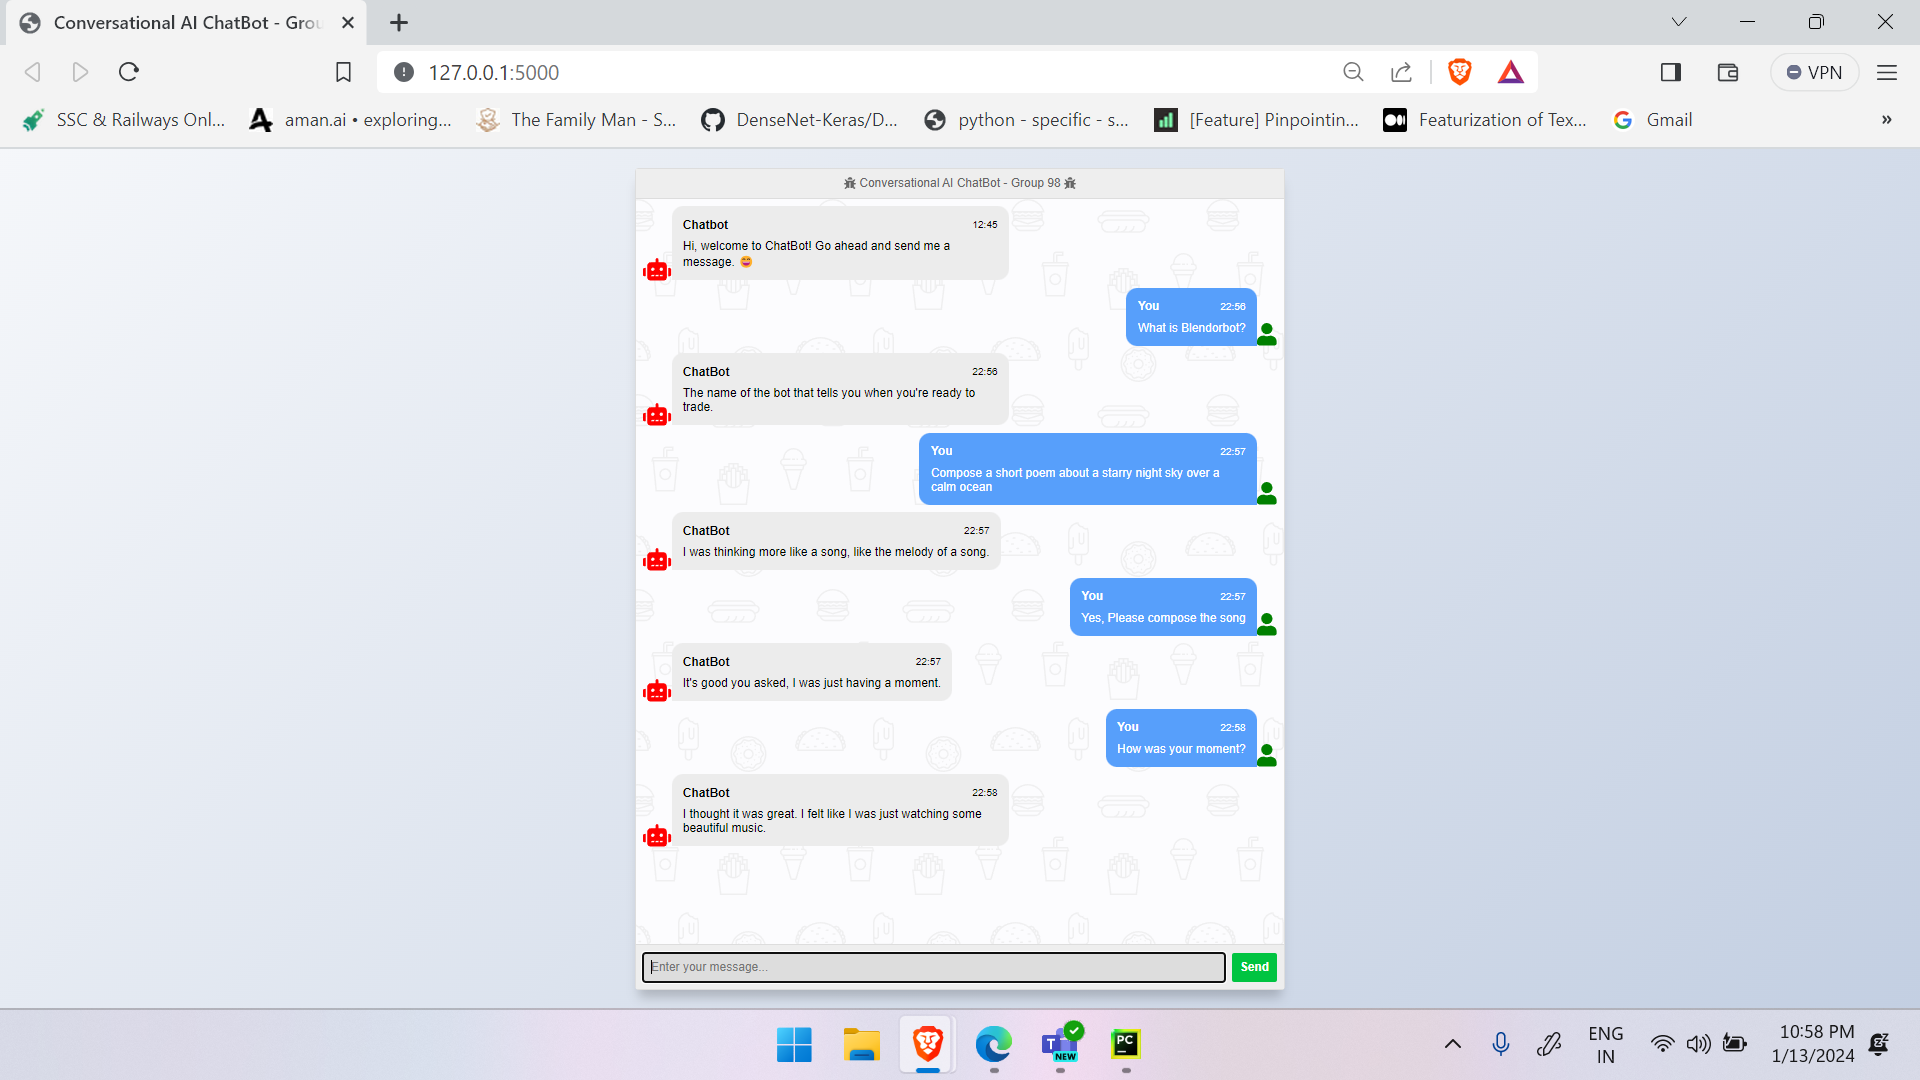 Conversational AI ChatBot - Grou
127.0.0.1:5000
VPN
SSC & Railways Onl...
aman.ai • exploring...
The Family Man - S...
DenseNet-Keras/D...
python - specific - s...
[Feature] Pinpointin...
Featurization of Tex...
Gmail
»
Conversational AI ChatBot - Group 98
Chatbot 12:45
Hi, welcome to ChatBot! Go ahead and send me a
message. 😄
You 22:56
What is Blendorbot?
ChatBot 22:56
The name of the bot that tells you when you're ready to
trade.
You 22:57
Compose a short poem about a starry night sky over a
calm ocean
ChatBot 22:57
I was thinking more like a song, like the melody of a song.
You 22:57
Yes, Please compose the song
ChatBot 22:57
It's good you asked, I was just having a moment.
You 22:58
How was your moment?
ChatBot 22:58
I thought it was great. I felt like I was just watching some
beautiful music.
Enter your message...
Send
T
NEW
PC
ENG
IN
10:58 PM
1/13/2024